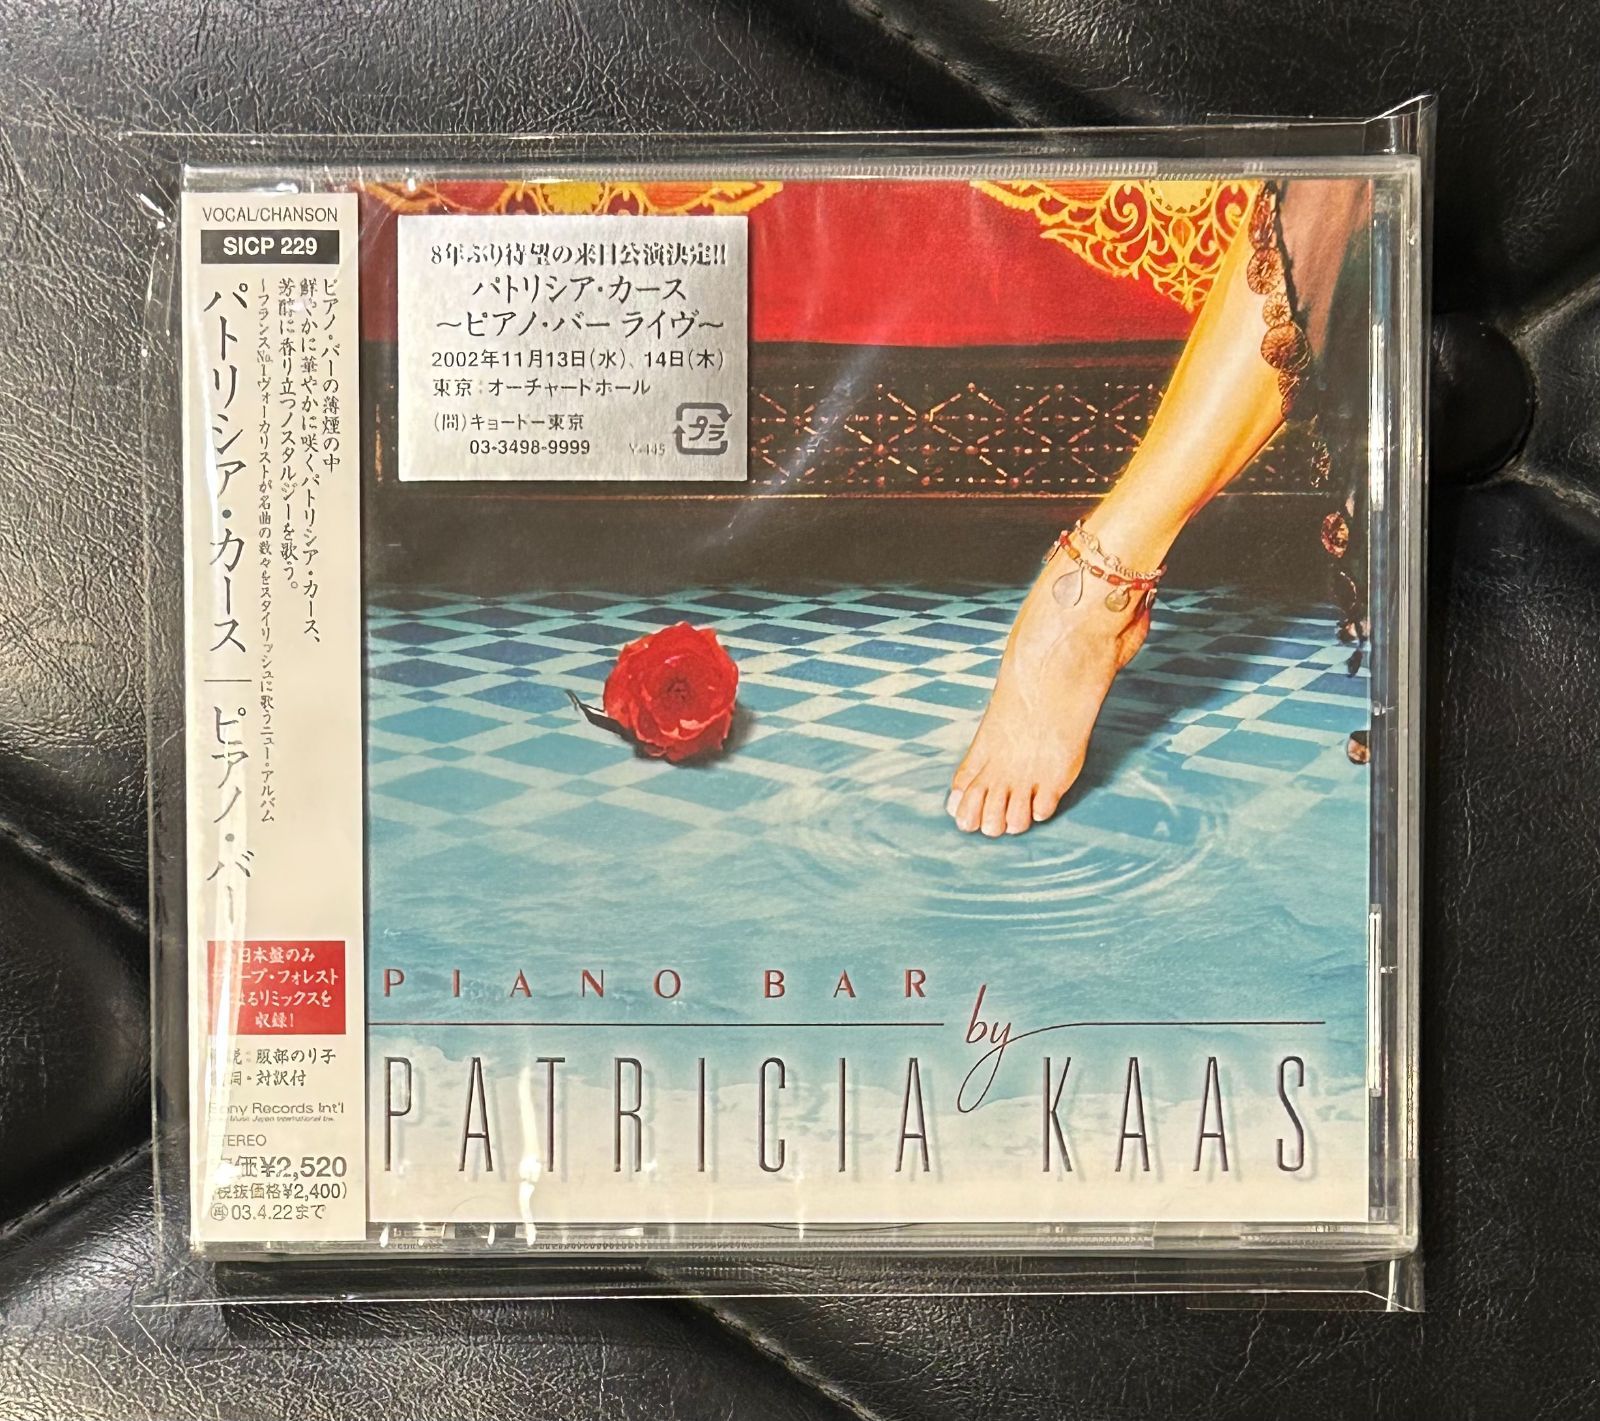 VOCAL/CHANSON
SICP 229
パトリシア・カース｜ピアノ・バー
ピアノ・バーの薄煙の中
鮮やかに華やかに咲くパトリシア・カース、
芳醇に香り立つノスタルジーを歌う。
～フランスNo.1ヴォーカリストが名曲の数々をスタイリッシュに歌うニュー・アルバム
日本盤のみ
ープ・フォレスト
よるリミックスを
収録!
:服部のり子
詞・対訳付
Sony Records Int'l
STEREO
価¥2,520
(税抜価格¥2,400)
再03.4.22まで
8年ぶり待望の来日公演決定!!
パトリシア・カース
～ピアノ・バー ライヴ～
2002年11月13日(水)、14日(木)
東京:オーチャードホール
(問)キョードー東京
03-3498-9999
Y-445
プラ
PIANO BAR
by
PATRICIA KAAS